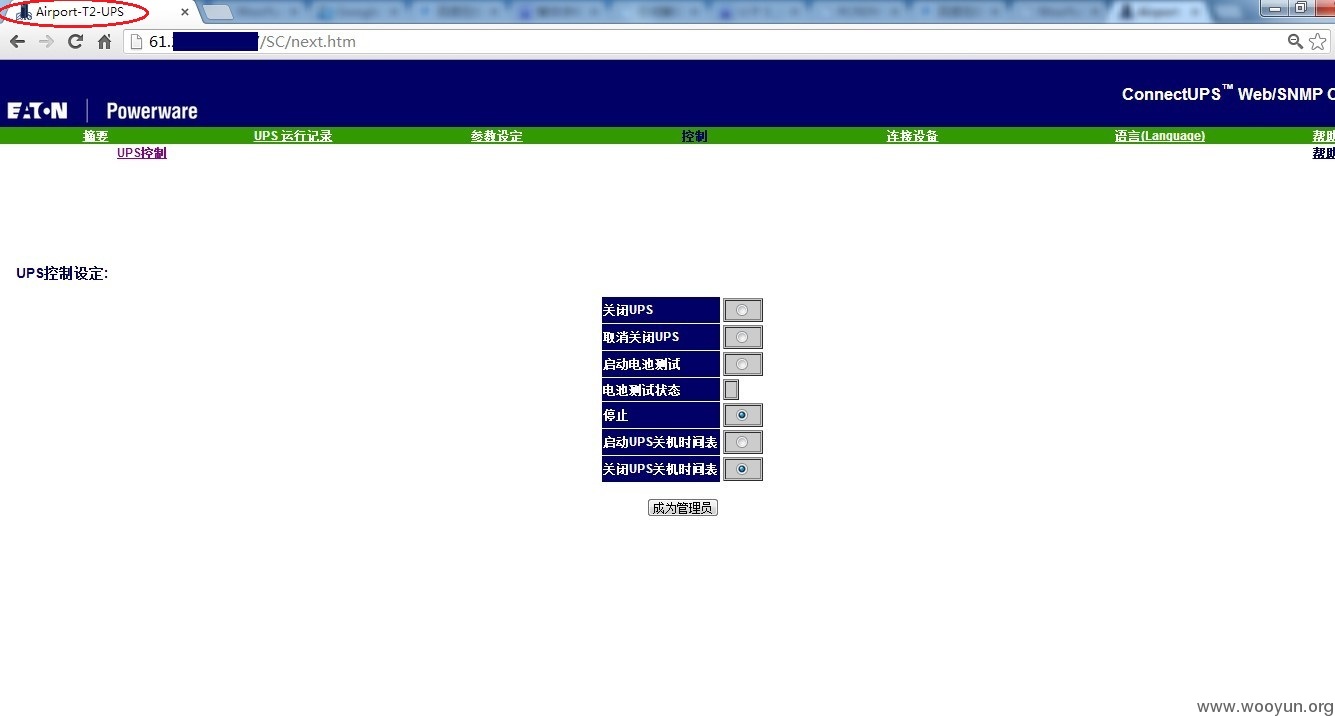 Airport-T2-UPS
61. /SC/next.htm
EATON | Powerware
ConnectUPS™ Web/SNMP C
摘要 UPS 运行记录 参数设定 控制 连接设备 语言(Language) 帮助
UPS控制 帮助
UPS控制设定:
关闭UPS
取消关闭UPS
启动电池测试
电池测试状态
停止
启动UPS关机时间表
关闭UPS关机时间表
成为管理员
www.wooyun.org